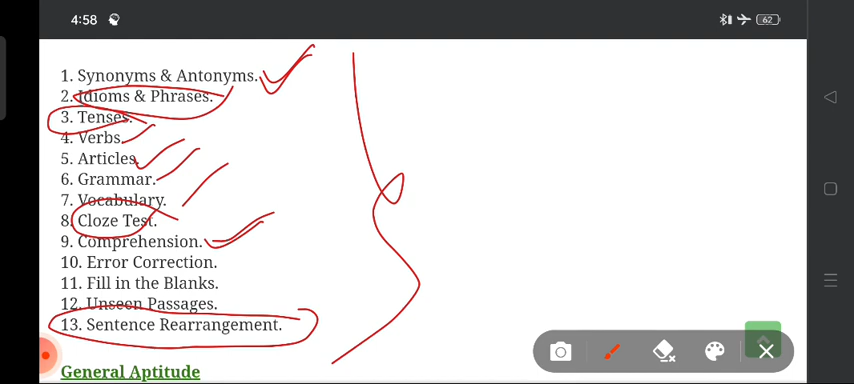 4:58
62
1. Synonyms & Antonyms.
2. Idioms & Phrases.
3. Tenses.
4. Verbs.
5. Articles.
6. Grammar.
7. Vocabulary.
8. Cloze Test.
9. Comprehension.
10. Error Correction.
11. Fill in the Blanks.
12. Unseen Passages.
13. Sentence Rearrangement.
General Aptitude